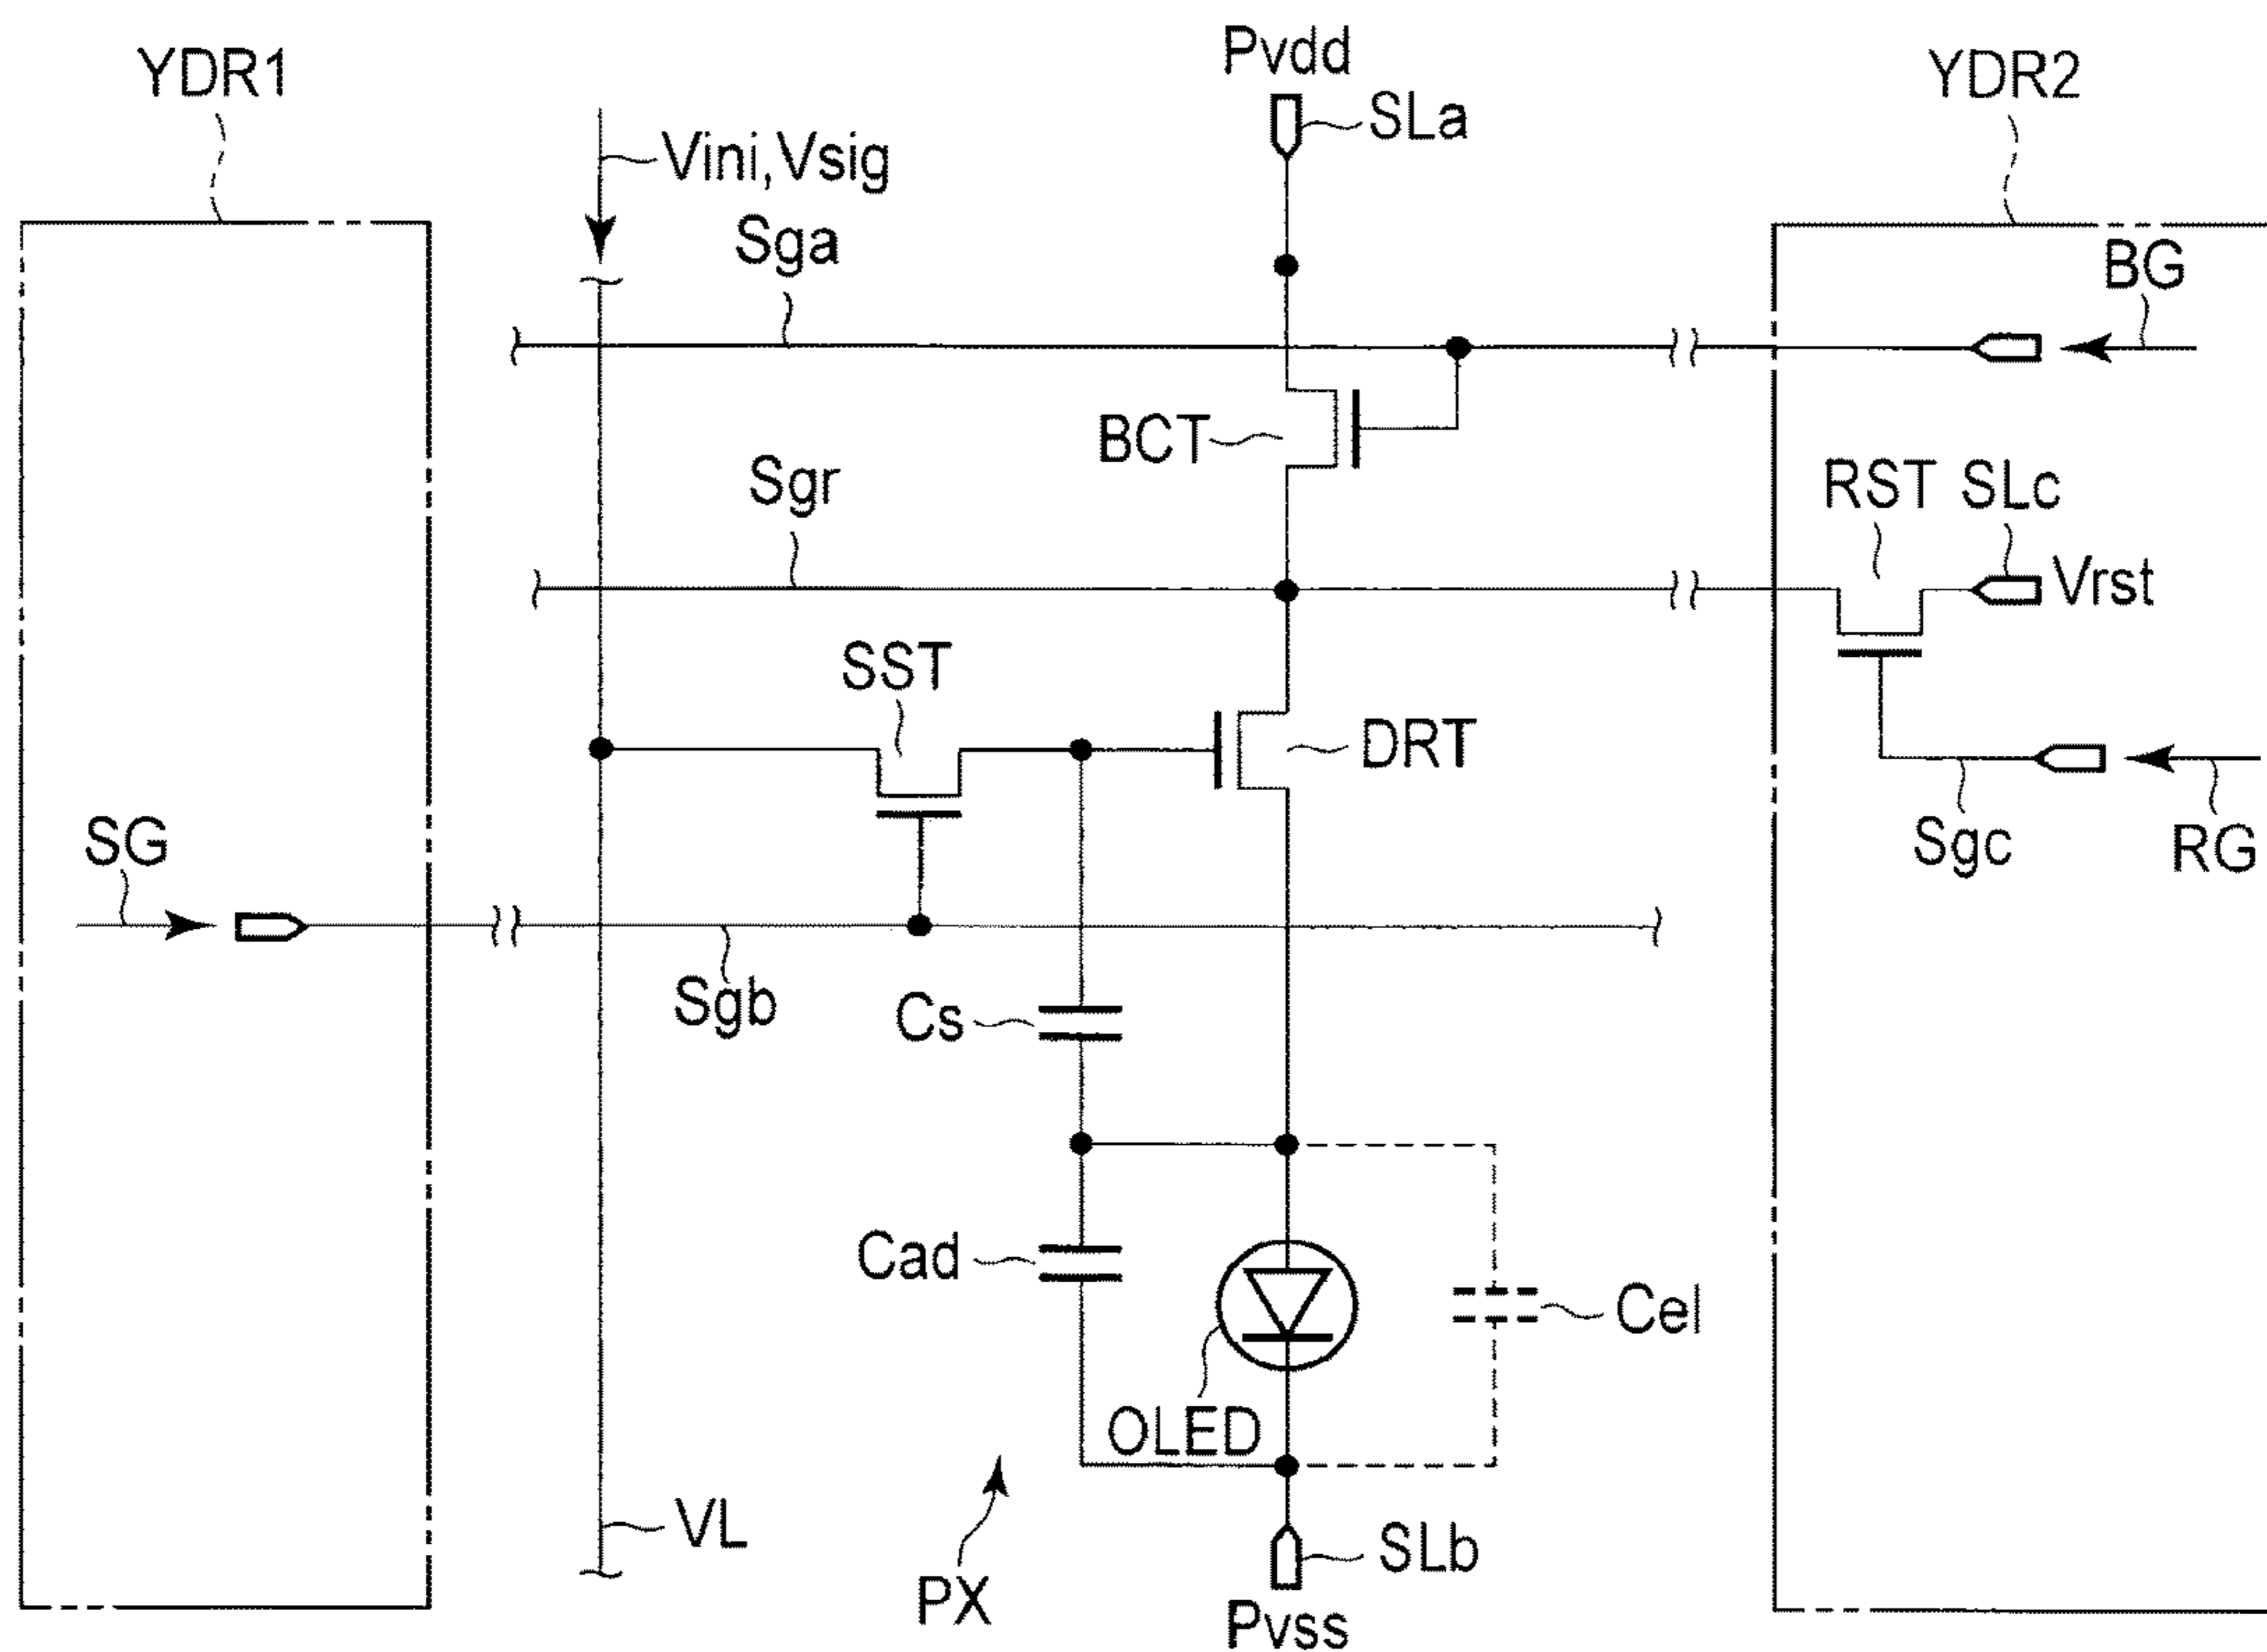 Pvdd
YDR1
YDR2
SLa
Vini,Vsig
Sga
BG
BCT
Sgr
RST
SLc
Vrst
SST
DRT
SG
Sgc
RG
Sgb
Cs
Cad
Cel
OLED
VL
SLb
PX
Pvss